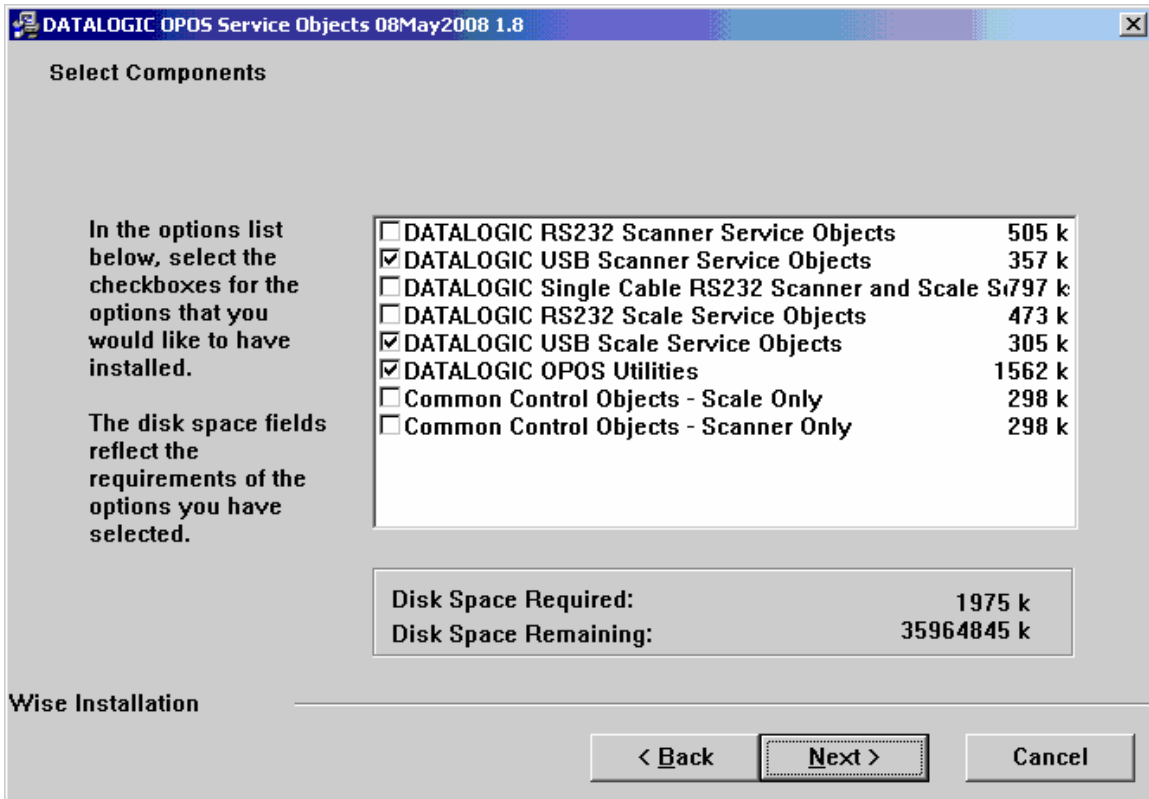 DATALOGIC OPOS Service Objects 08May2008 1.8
Select Components
In the options list
below, select the
checkboxes for the
options that you
would like to have
installed.
The disk space fields
reflect the
requirements of the
options you have
selected.
DATALOGIC RS232 Scanner Service Objects 505 k
DATALOGIC USB Scanner Service Objects 357 k
DATALOGIC Single Cable RS232 Scanner and Scale 797 k
DATALOGIC RS232 Scale Service Objects 473 k
DATALOGIC USB Scale Service Objects 305 k
DATALOGIC OPOS Utilities 1562 k
Common Control Objects - Scale Only 298 k
Common Control Objects - Scanner Only 298 k
Disk Space Required: 1975 k
Disk Space Remaining: 35964845 k
Wise Installation
< Back
Next >
Cancel